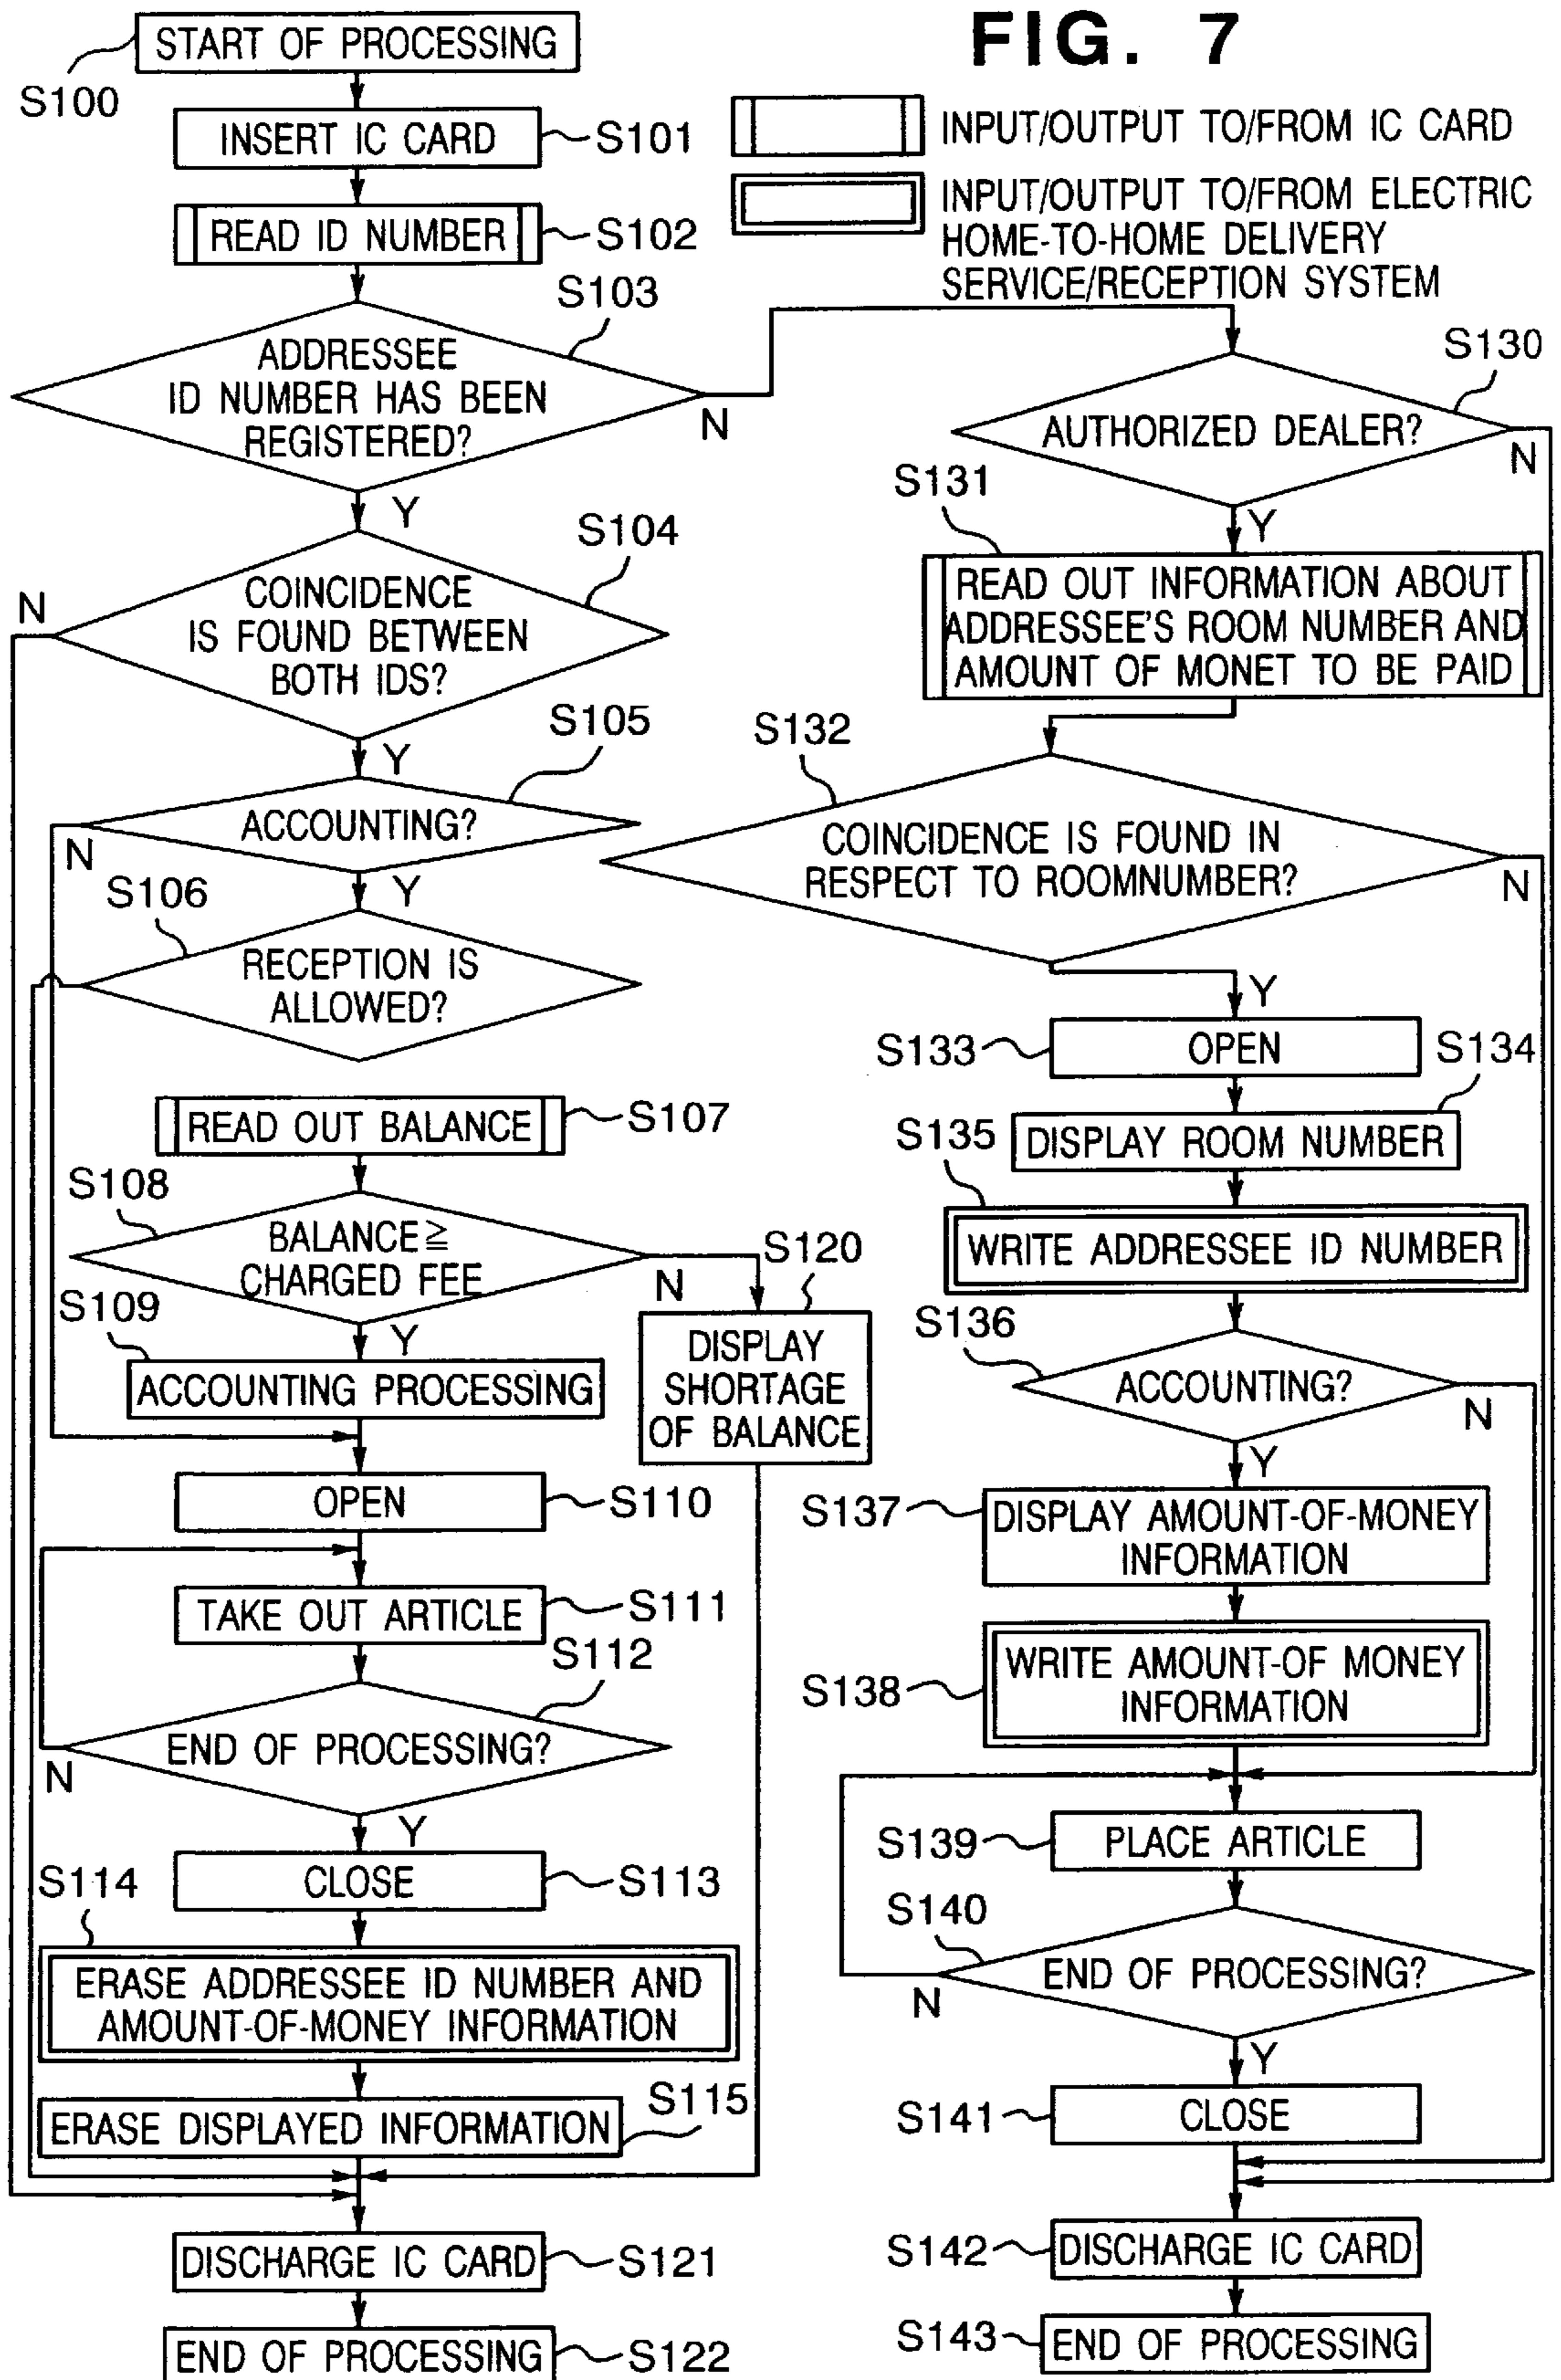 FIG. 7
START OF PROCESSING
S100
INSERT IC CARD
S101
INPUT/OUTPUT TO/FROM IC CARD
INPUT/OUTPUT TO/FROM ELECTRIC
HOME-TO-HOME DELIVERY
SERVICE/RECEPTION SYSTEM
READ ID NUMBER
S102
S103
ADDRESSEE
ID NUMBER HAS BEEN
REGISTERED?
N
Y
S104
COINCIDENCE
IS FOUND BETWEEN
BOTH IDS?
N
Y
S105
ACCOUNTING?
N
Y
S106
RECEPTION IS
ALLOWED?
READ OUT BALANCE
S107
S108
BALANCE≧
CHARGED FEE
N
Y
S120
DISPLAY
SHORTAGE
OF BALANCE
S109
ACCOUNTING PROCESSING
OPEN
S110
TAKE OUT ARTICLE
S111
S112
END OF PROCESSING?
N
Y
CLOSE
S113
S114
ERASE ADDRESSEE ID NUMBER AND
AMOUNT-OF-MONEY INFORMATION
S115
ERASE DISPLAYED INFORMATION
DISCHARGE IC CARD
S121
END OF PROCESSING
S122
S130
AUTHORIZED DEALER?
N
Y
S131
READ OUT INFORMATION ABOUT
ADDRESSEE'S ROOM NUMBER AND
AMOUNT OF MONET TO BE PAID
S132
COINCIDENCE IS FOUND IN
RESPECT TO ROOMNUMBER?
N
Y
S133
OPEN
S134
DISPLAY ROOM NUMBER
S135
WRITE ADDRESSEE ID NUMBER
S136
ACCOUNTING?
N
Y
S137
DISPLAY AMOUNT-OF-MONEY
INFORMATION
S138
WRITE AMOUNT-OF MONEY
INFORMATION
S139
PLACE ARTICLE
S140
END OF PROCESSING?
N
Y
S141
CLOSE
S142
DISCHARGE IC CARD
S143
END OF PROCESSING